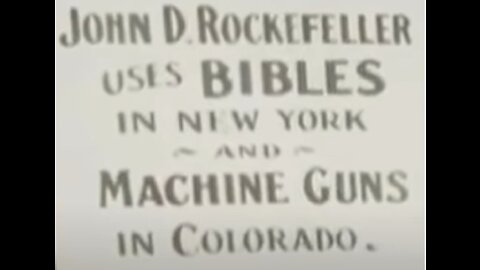 JOHN D. ROCKEFELLER
USES BIBLES
IN NEW YORK
~ AND ~
MACHINE GUNS
IN COLORADO.